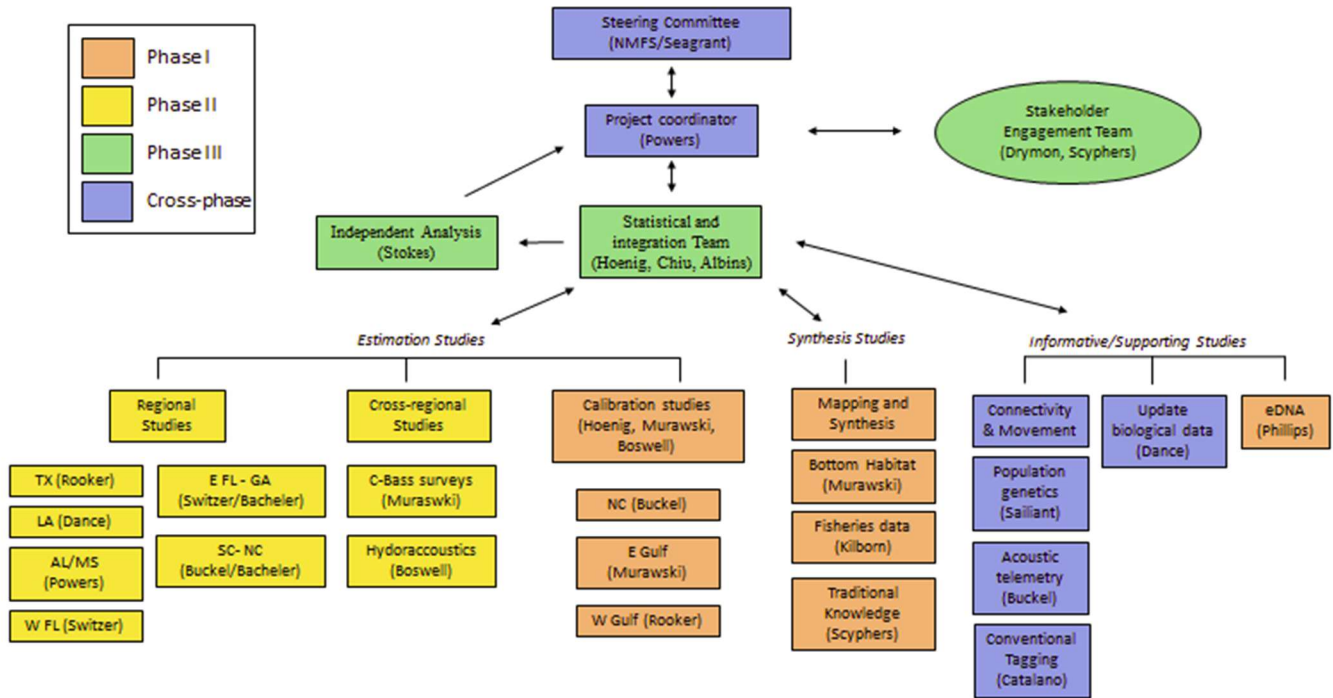 Steering Committee
(NMFS/Seagrant)
Phase I
Phase II
Phase III
Cross-phase
Project coordinator
(Powers)
Stakeholder
Engagement Team
(Drymon, Scyphers)
Independent Analysis
(Stokes)
Statistical and
integration Team
(Hoenig, Chiu, Albins)
Estimation Studies
Synthesis Studies
Informative/Supporting Studies
Regional
Studies
TX (Rooker)
LA (Dance)
AL/MS
(Powers)
W FL (Switzer)
E FL - GA
(Switzer/Bacheler)
SC- NC
(Buckel/Bacheler)
Cross-regional
Studies
C-Bass surveys
(Muraswki)
Hydoraccoustics
(Boswell)
Calibration studies
(Hoenig, Murawski,
Boswell)
NC (Buckel)
E Gulf
(Murawski)
W Gulf (Rooker)
Mapping and
Synthesis
Bottom Habitat
(Murawski)
Fisheries data
(Kilborn)
Traditional
Knowledge
(Scyphers)
Connectivity
& Movement
Population
genetics
(Sailiant)
Acoustic
telemetry
(Buckel)
Conventional
Tagging
(Catalano)
Update
biological data
(Dance)
eDNA
(Phillips)